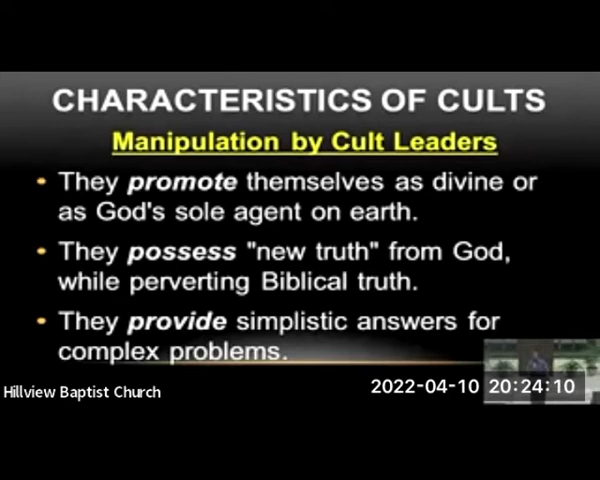 CHARACTERISTICS OF CULTS
Manipulation by Cult Leaders
• They promote themselves as divine or
as God's sole agent on earth.
• They possess "new truth" from God,
while perverting Biblical truth.
• They provide simplistic answers for
complex problems.
Hillview Baptist Church
2022-04-10 20:24:10